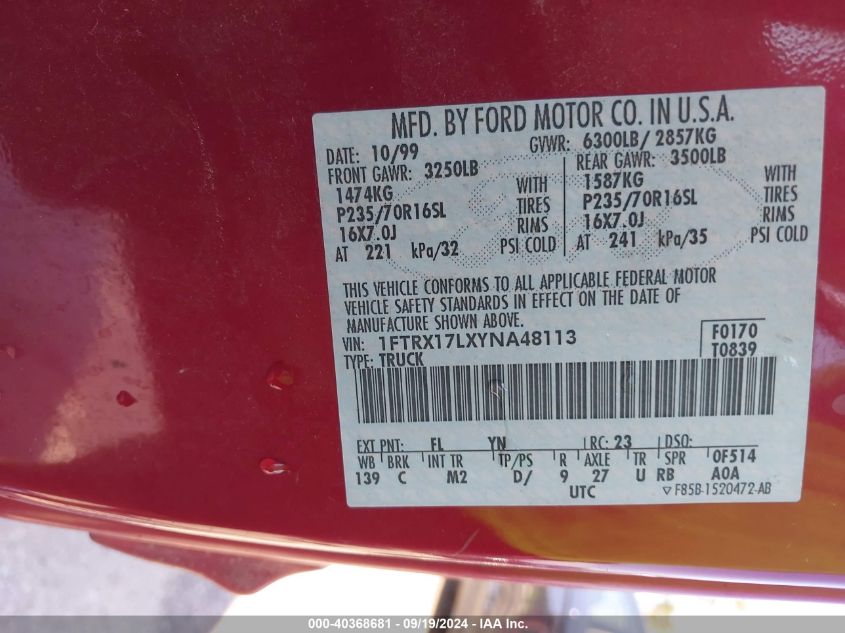 MFD. BY FORD MOTOR CO. IN U.S.A.
DATE: 10/99 GVWR: 6300LB/ 2857KG
FRONT GAWR: 3250LB REAR GAWR: 3500LB
1474KG WITH 1587KG WITH
P235/70R16SL TIRES P235/70R16SL TIRES
16X7.0J RIMS 16X7.0J RIMS
AT 221 kPa/32 PSI COLD AT 241 kPa/35 PSI COLD
THIS VEHICLE CONFORMS TO ALL APPLICABLE FEDERAL MOTOR
VEHICLE SAFETY STANDARDS IN EFFECT ON THE DATE OF
MANUFACTURE SHOWN ABOVE.
VIN: 1FTRX17LXYNA48113 F0170
TYPE: TRUCK T0839
EXT PNT: FL YN RC: 23 DSO:
WB BRK INT TR TP/PS R AXLE TR SPR 0F514
139 C M2 D/ 9 27 U RB A0A
UTC ▽ F85B-1520472-AB
000-40368681 - 09/19/2024 - IAA Inc.